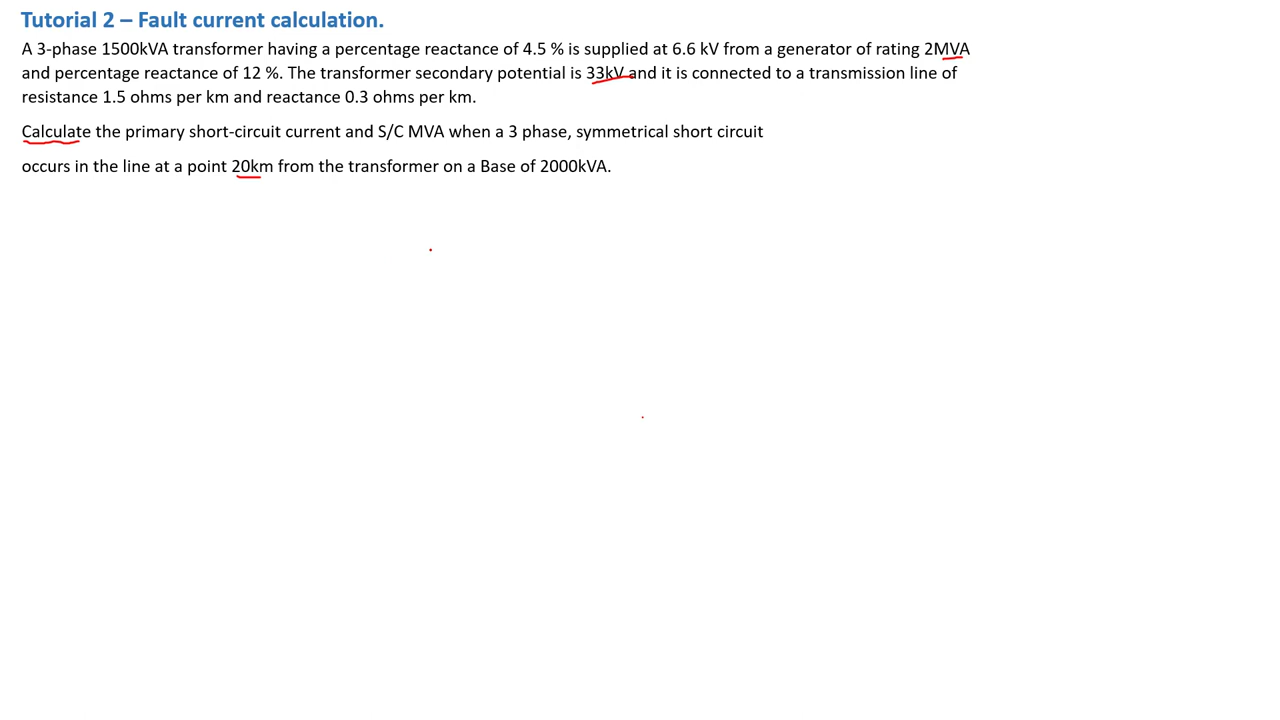 Tutorial 2 – Fault current calculation.
A 3-phase 1500kVA transformer having a percentage reactance of 4.5 % is supplied at 6.6 kV from a generator of rating 2MVA
and percentage reactance of 12 %. The transformer secondary potential is 33kV and it is connected to a transmission line of
resistance 1.5 ohms per km and reactance 0.3 ohms per km.
Calculate the primary short-circuit current and S/C MVA when a 3 phase, symmetrical short circuit
occurs in the line at a point 20km from the transformer on a Base of 2000kVA.